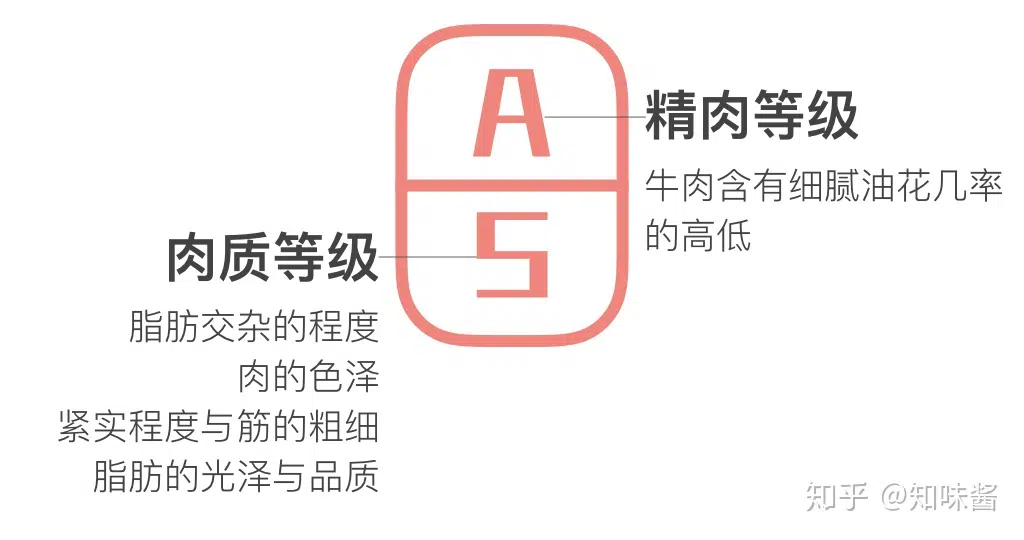 A
精肉等级
牛肉含有细腻油花几率
的高低
5
肉质等级
脂肪交杂的程度
肉的色泽
紧实程度与筋的粗细
脂肪的光泽与品质
知乎 @知味酱